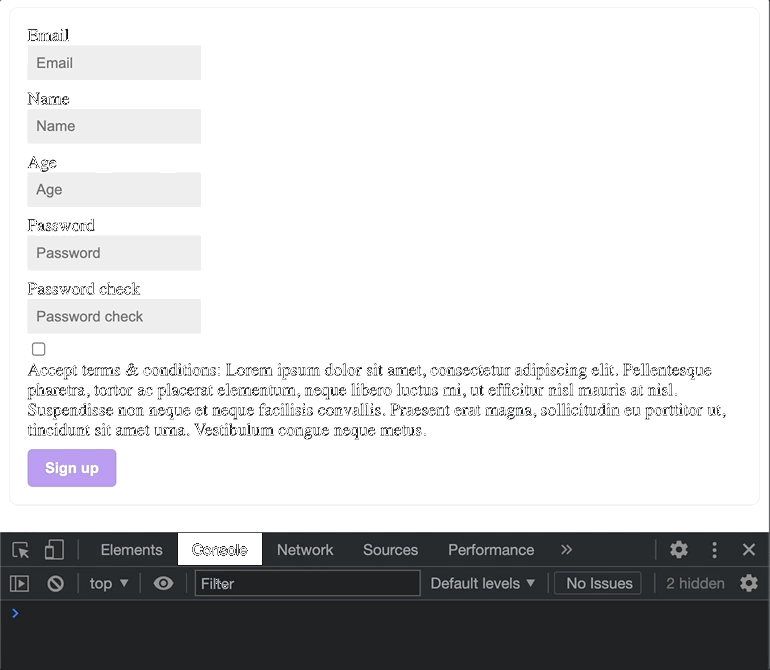 Email
Email
Name
Name
Age
Age
Password
Password
Password check
Password check
Accept terms & conditions: Lorem ipsum dolor sit amet, consectetur adipiscing elit. Pellentesque
pharetra, tortor ac placerat elementum, neque libero luctus mi, ut efficitur nisl mauris at nisl.
Suspendisse non neque et neque facilisis convallis. Praesent erat magna, sollicitudin eu porttitor ut,
tincidunt sit amet urna. Vestibulum congue neque metus.
Sign up
Elements Console Network Sources Performance »
top ▼ Filter Default levels ▼ No Issues 2 hidden